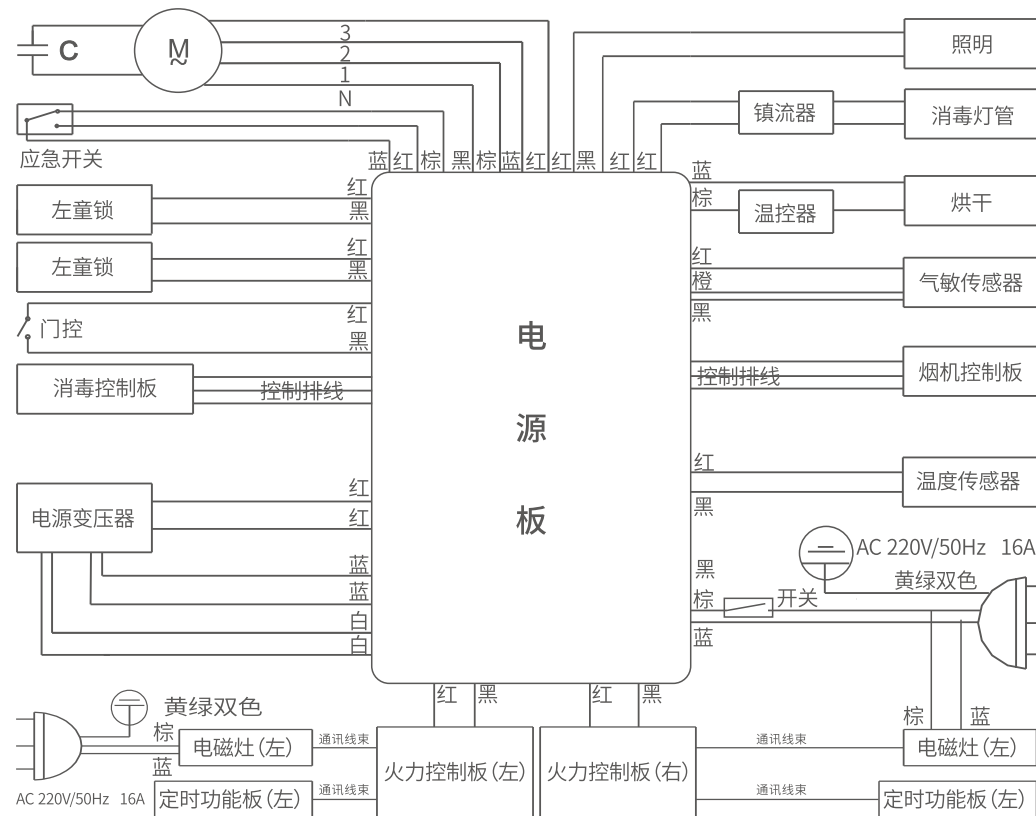 C
M
~
3
2
1
N
应急开关
蓝 红 棕 黑 棕 蓝 红 红 黑 红 红
照明
镇流器
消毒灯管
蓝
棕
温控器
烘干
左童锁
红
黑
左童锁
红
黑
红
橙
黑
气敏传感器
门控
红
黑
消毒控制板
控制排线
控制排线
烟机控制板
电
源
板
红
黑
温度传感器
电源变压器
红
红
蓝
蓝
白
白
AC 220V/50Hz 16A
黄绿双色
黑
棕
开关
蓝
红 黑 红 黑
黄绿双色
棕
蓝
AC 220V/50Hz 16A
电磁灶(左)
通讯线束
定时功能板(左)
通讯线束
火力控制板(左)
火力控制板(右)
通讯线束
通讯线束
棕 蓝
电磁灶(左)
定时功能板(左)